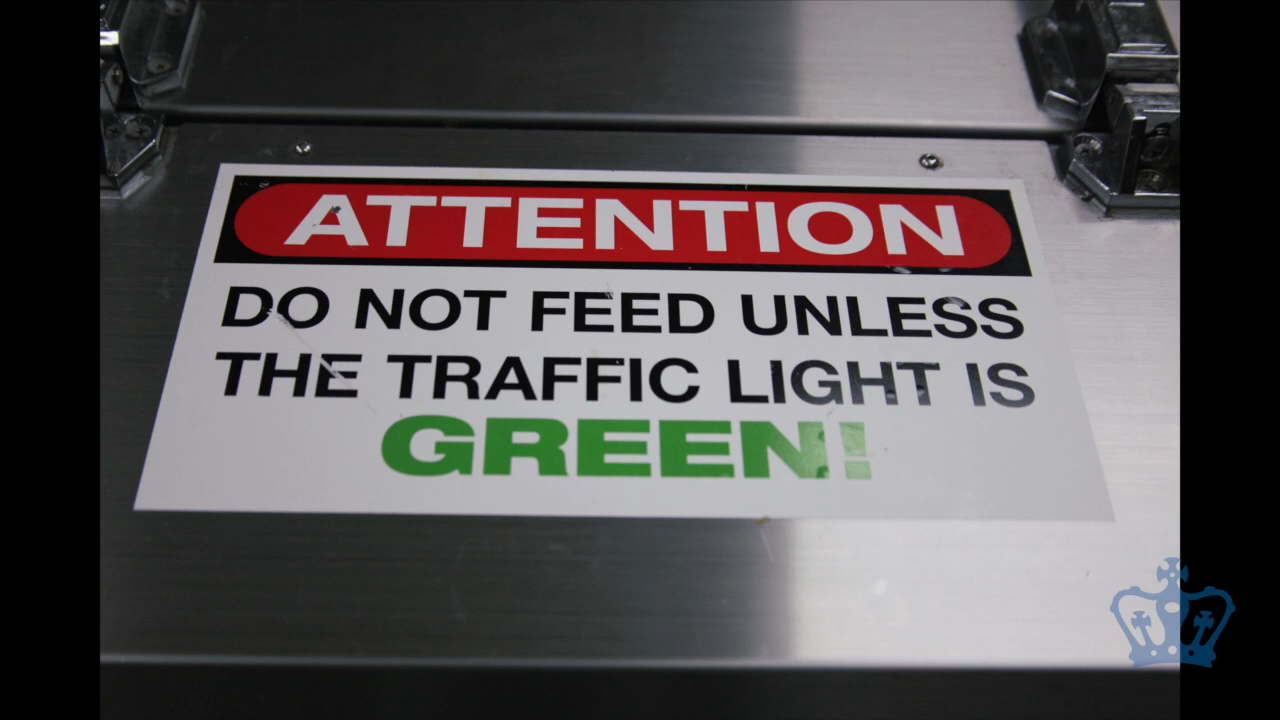 ATTENTION
DO NOT FEED UNLESS
THE TRAFFIC LIGHT IS
GREEN!